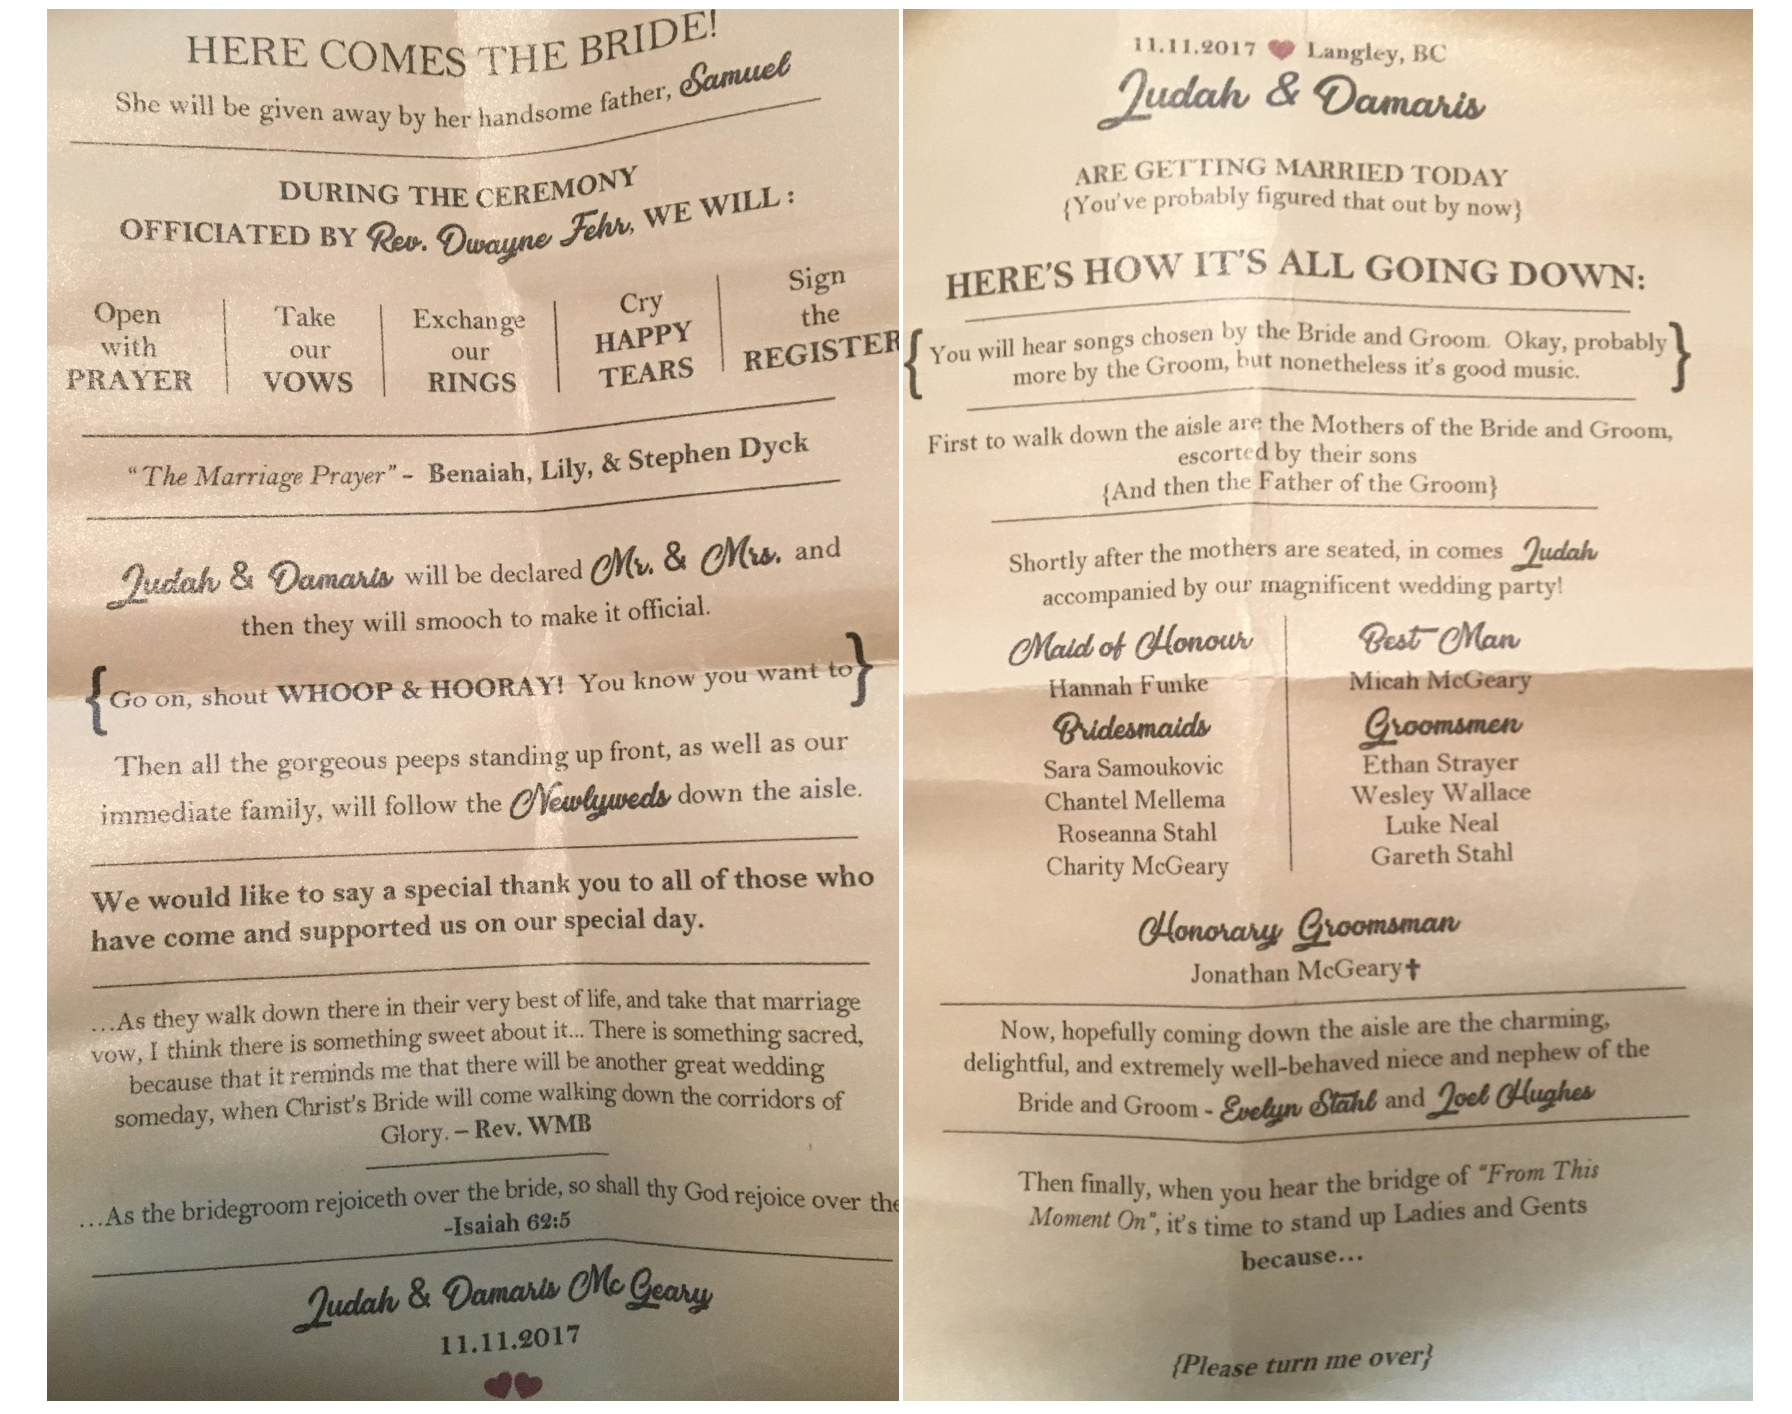 HERE COMES THE BRIDE!
She will be given away by her handsome father, Samuel
DURING THE CEREMONY
OFFICIATED BY Rev. Dwayne Fehr, WE WILL :
Open
with
PRAYER
Take
our
VOWS
Exchange
our
RINGS
Cry
HAPPY
TEARS
Sign
the
REGISTER
“The Marriage Prayer” – Benaiah, Lily, & Stephen Dyck
Judah & Damaris will be declared Mr. & Mrs. and
then they will smooch to make it official.
{Go on, shout WHOOP & HOORAY! You know you want to}
Then all the gorgeous peeps standing up front, as well as our
immediate family, will follow the Newlyweds down the aisle.
We would like to say a special thank you to all of those who
have come and supported us on our special day.
…As they walk down there in their very best of life, and take that marriage
vow, I think there is something sweet about it... There is something sacred,
because that it reminds me that there will be another great wedding
someday, when Christ's Bride will come walking down the corridors of
Glory. – Rev. WMB
…As the bridegroom rejoiceth over the bride, so shall thy God rejoice over the
-Isaiah 62:5
Judah & Damaris McGeary
11.11.2017
11.11.2017 ❤ Langley, BC
Judah & Damaris
ARE GETTING MARRIED TODAY
{You've probably figured that out by now}
HERE'S HOW IT'S ALL GOING DOWN:
{You will hear songs chosen by the Bride and Groom. Okay, probably
more by the Groom, but nonetheless it's good music.}
First to walk down the aisle are the Mothers of the Bride and Groom,
escorted by their sons
{And then the Father of the Groom}
Shortly after the mothers are seated, in comes Judah
accompanied by our magnificent wedding party!
Maid of Honour
Hannah Funke
Bridesmaids
Sara Samoukovic
Chantel Mellema
Roseanna Stahl
Charity McGeary
Best Man
Micah McGeary
Groomsmen
Ethan Strayer
Wesley Wallace
Luke Neal
Gareth Stahl
Honorary Groomsman
Jonathan McGeary✝
Now, hopefully coming down the aisle are the charming,
delightful, and extremely well-behaved niece and nephew of the
Bride and Groom - Evelyn Stahl and Joel Hughes
Then finally, when you hear the bridge of “From This
Moment On”, it's time to stand up Ladies and Gents
because…
{Please turn me over}